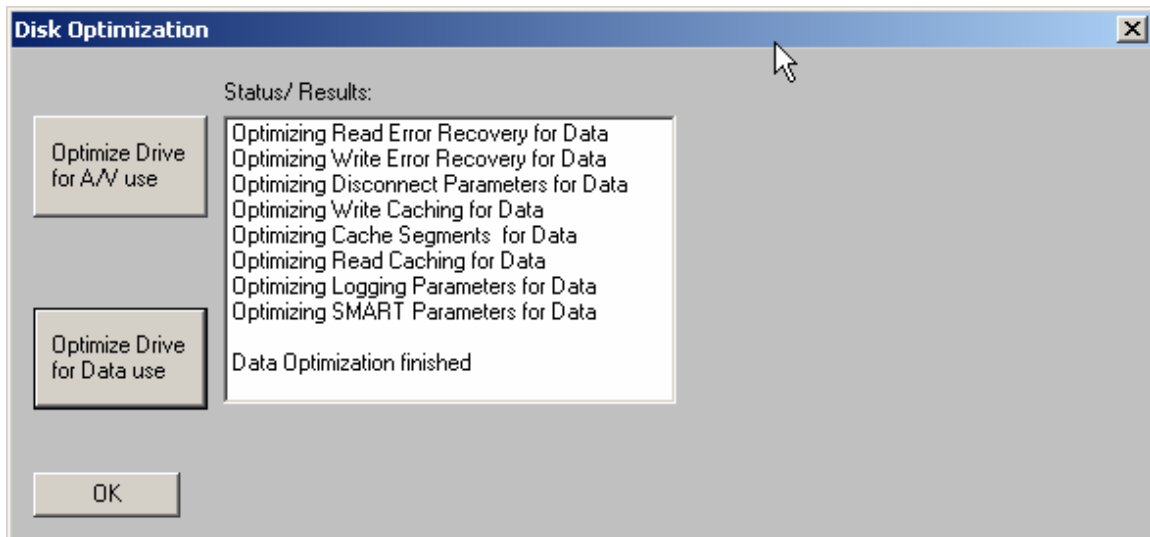 Disk Optimization
Status/ Results:
Optimize Drive
for A/V use
Optimizing Read Error Recovery for Data
Optimizing Write Error Recovery for Data
Optimizing Disconnect Parameters for Data
Optimizing Write Caching for Data
Optimizing Cache Segments  for Data
Optimizing Read Caching for Data
Optimizing Logging Parameters for Data
Optimizing SMART Parameters for Data
Data Optimization finished
Optimize Drive
for Data use
OK